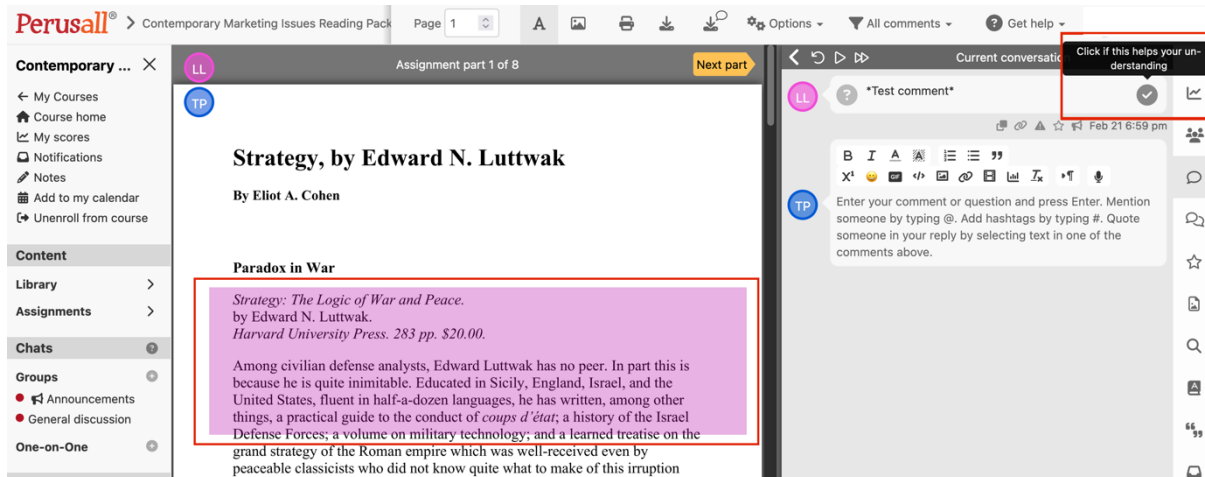 Perusall® > Contemporary Marketing Issues Reading Pack
Page 1
A
Options
All comments
? Get help
Contemporary ...
My Courses
Course home
My scores
Notifications
Notes
Add to my calendar
Unenroll from course
Content
Library
Assignments
Chats
Groups
Announcements
General discussion
One-on-One
LL
Assignment part 1 of 8
Next part
TP
Strategy, by Edward N. Luttwak
By Eliot A. Cohen
Paradox in War
Strategy: The Logic of War and Peace.
by Edward N. Luttwak.
Harvard University Press. 283 pp. $20.00.
Among civilian defense analysts, Edward Luttwak has no peer. In part this is
because he is quite inimitable. Educated in Sicily, England, Israel, and the
United States, fluent in half-a-dozen languages, he has written, among other
things, a practical guide to the conduct of coups d’état; a history of the Israel
Defense Forces; a volume on military technology; and a learned treatise on the
grand strategy of the Roman empire which was well-received even by
peaceable classicists who did not know quite what to make of this irruption
Current conversation
Click if this helps your un-
derstanding
LL
? *Test comment*
Feb 21 6:59 pm
B I A A
X¹ GIF </> Tx
TP
Enter your comment or question and press Enter. Mention
someone by typing @. Add hashtags by typing #. Quote
someone in your reply by selecting text in one of the
comments above.